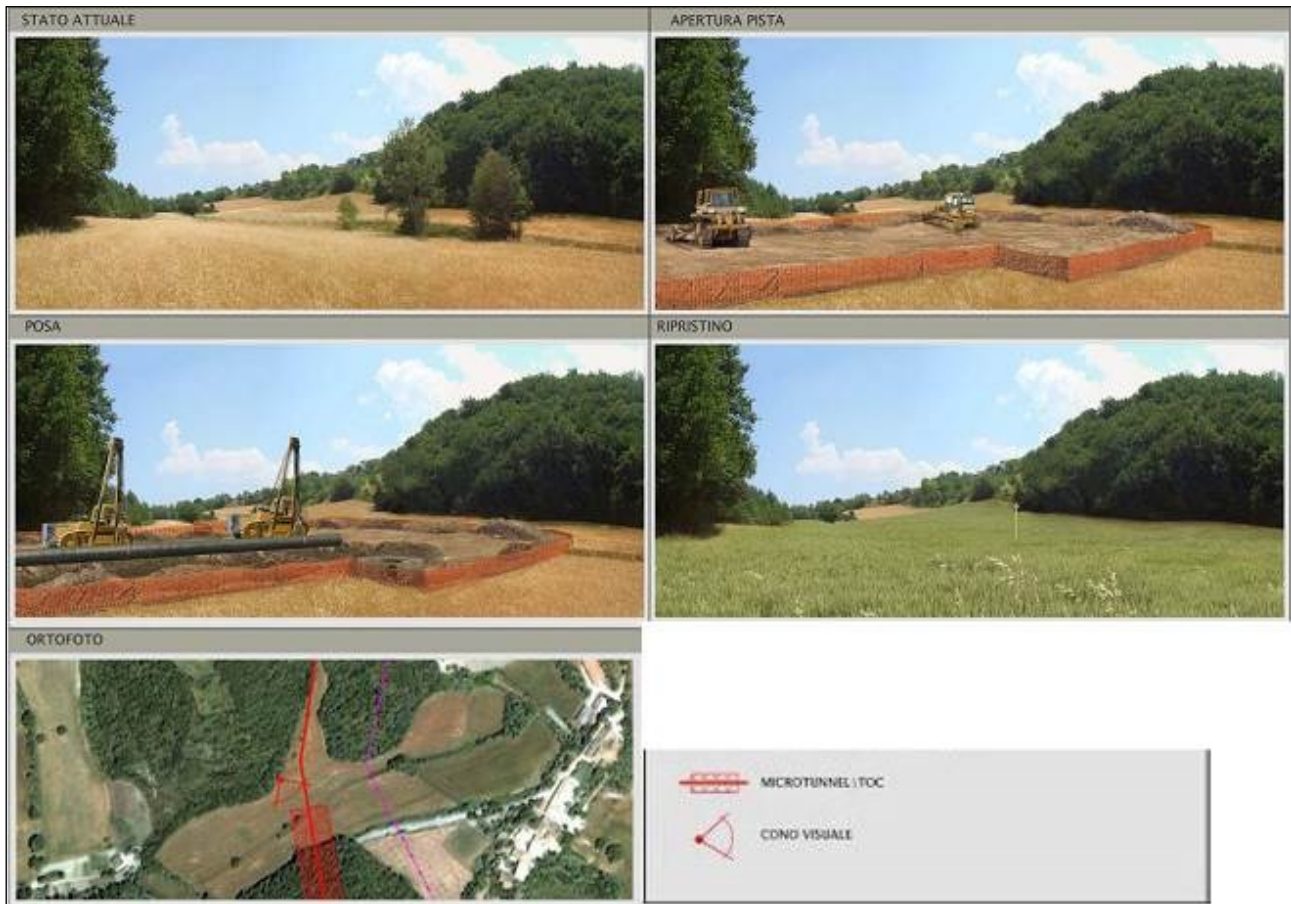 STATO ATTUALE
APERTURA PISTA
POSA
RIPRISTINO
ORTOFOTO
MICROTUNNEL \ TOC
CONO VISUALE